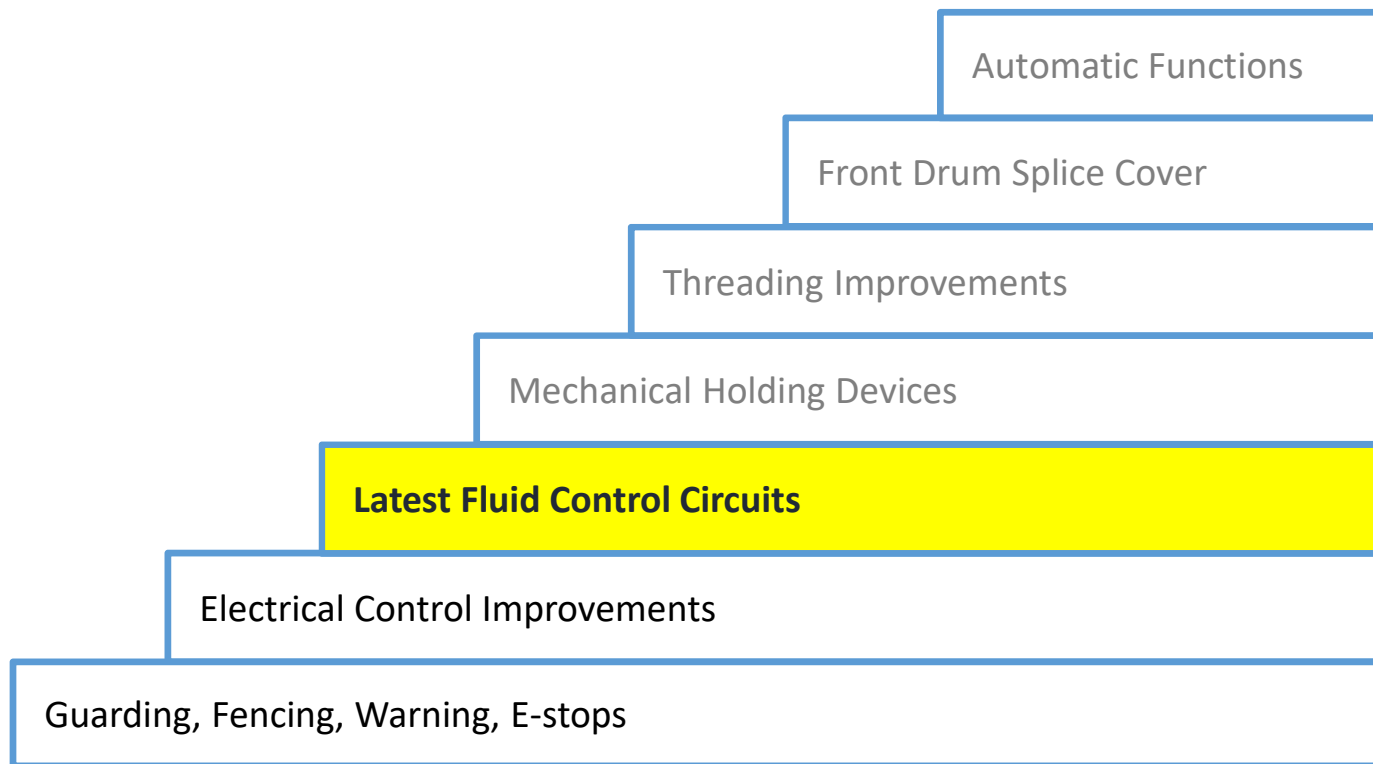 Automatic Functions
Front Drum Splice Cover
Threading Improvements
Mechanical Holding Devices
Latest Fluid Control Circuits
Electrical Control Improvements
Guarding, Fencing, Warning, E-stops